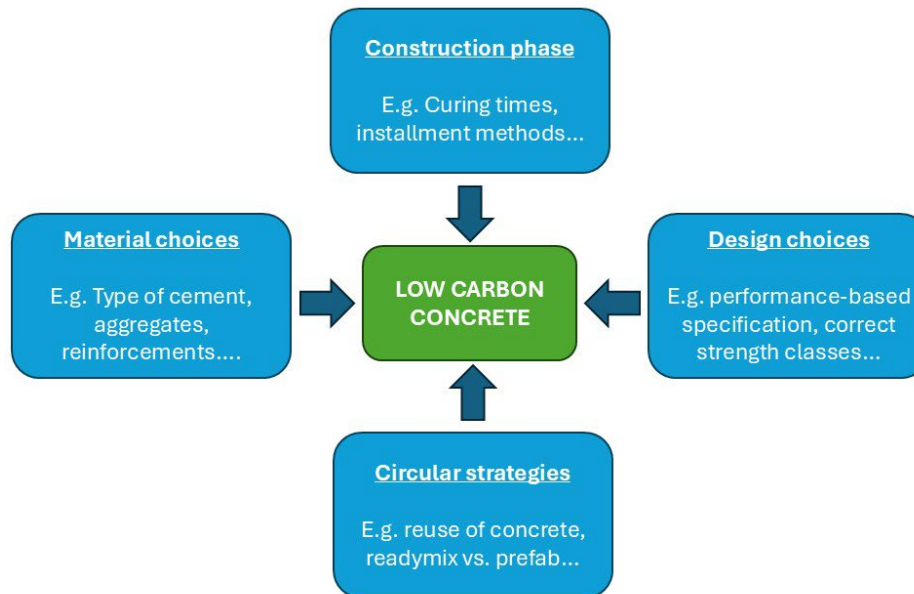 Construction phase
E.g. Curing times,
installment methods...
Material choices
E.g. Type of cement,
aggregates,
reinforcements....
LOW CARBON
CONCRETE
Design choices
E.g. performance-based
specification, correct
strength classes...
Circular strategies
E.g. reuse of concrete,
readymix vs. prefab...